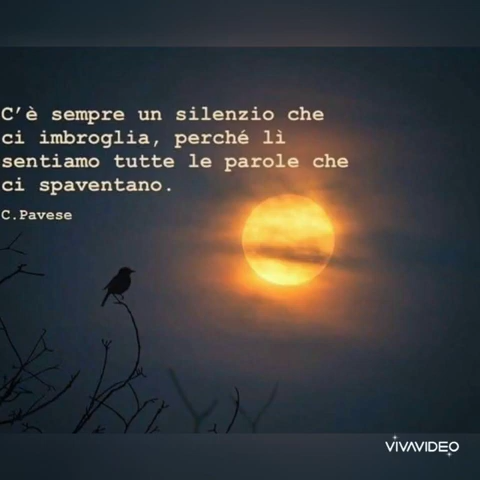 C’è sempre un silenzio che
ci imbroglia, perché lì
sentiamo tutte le parole che
ci spaventano.
C.Pavese
VIVAVIDEO